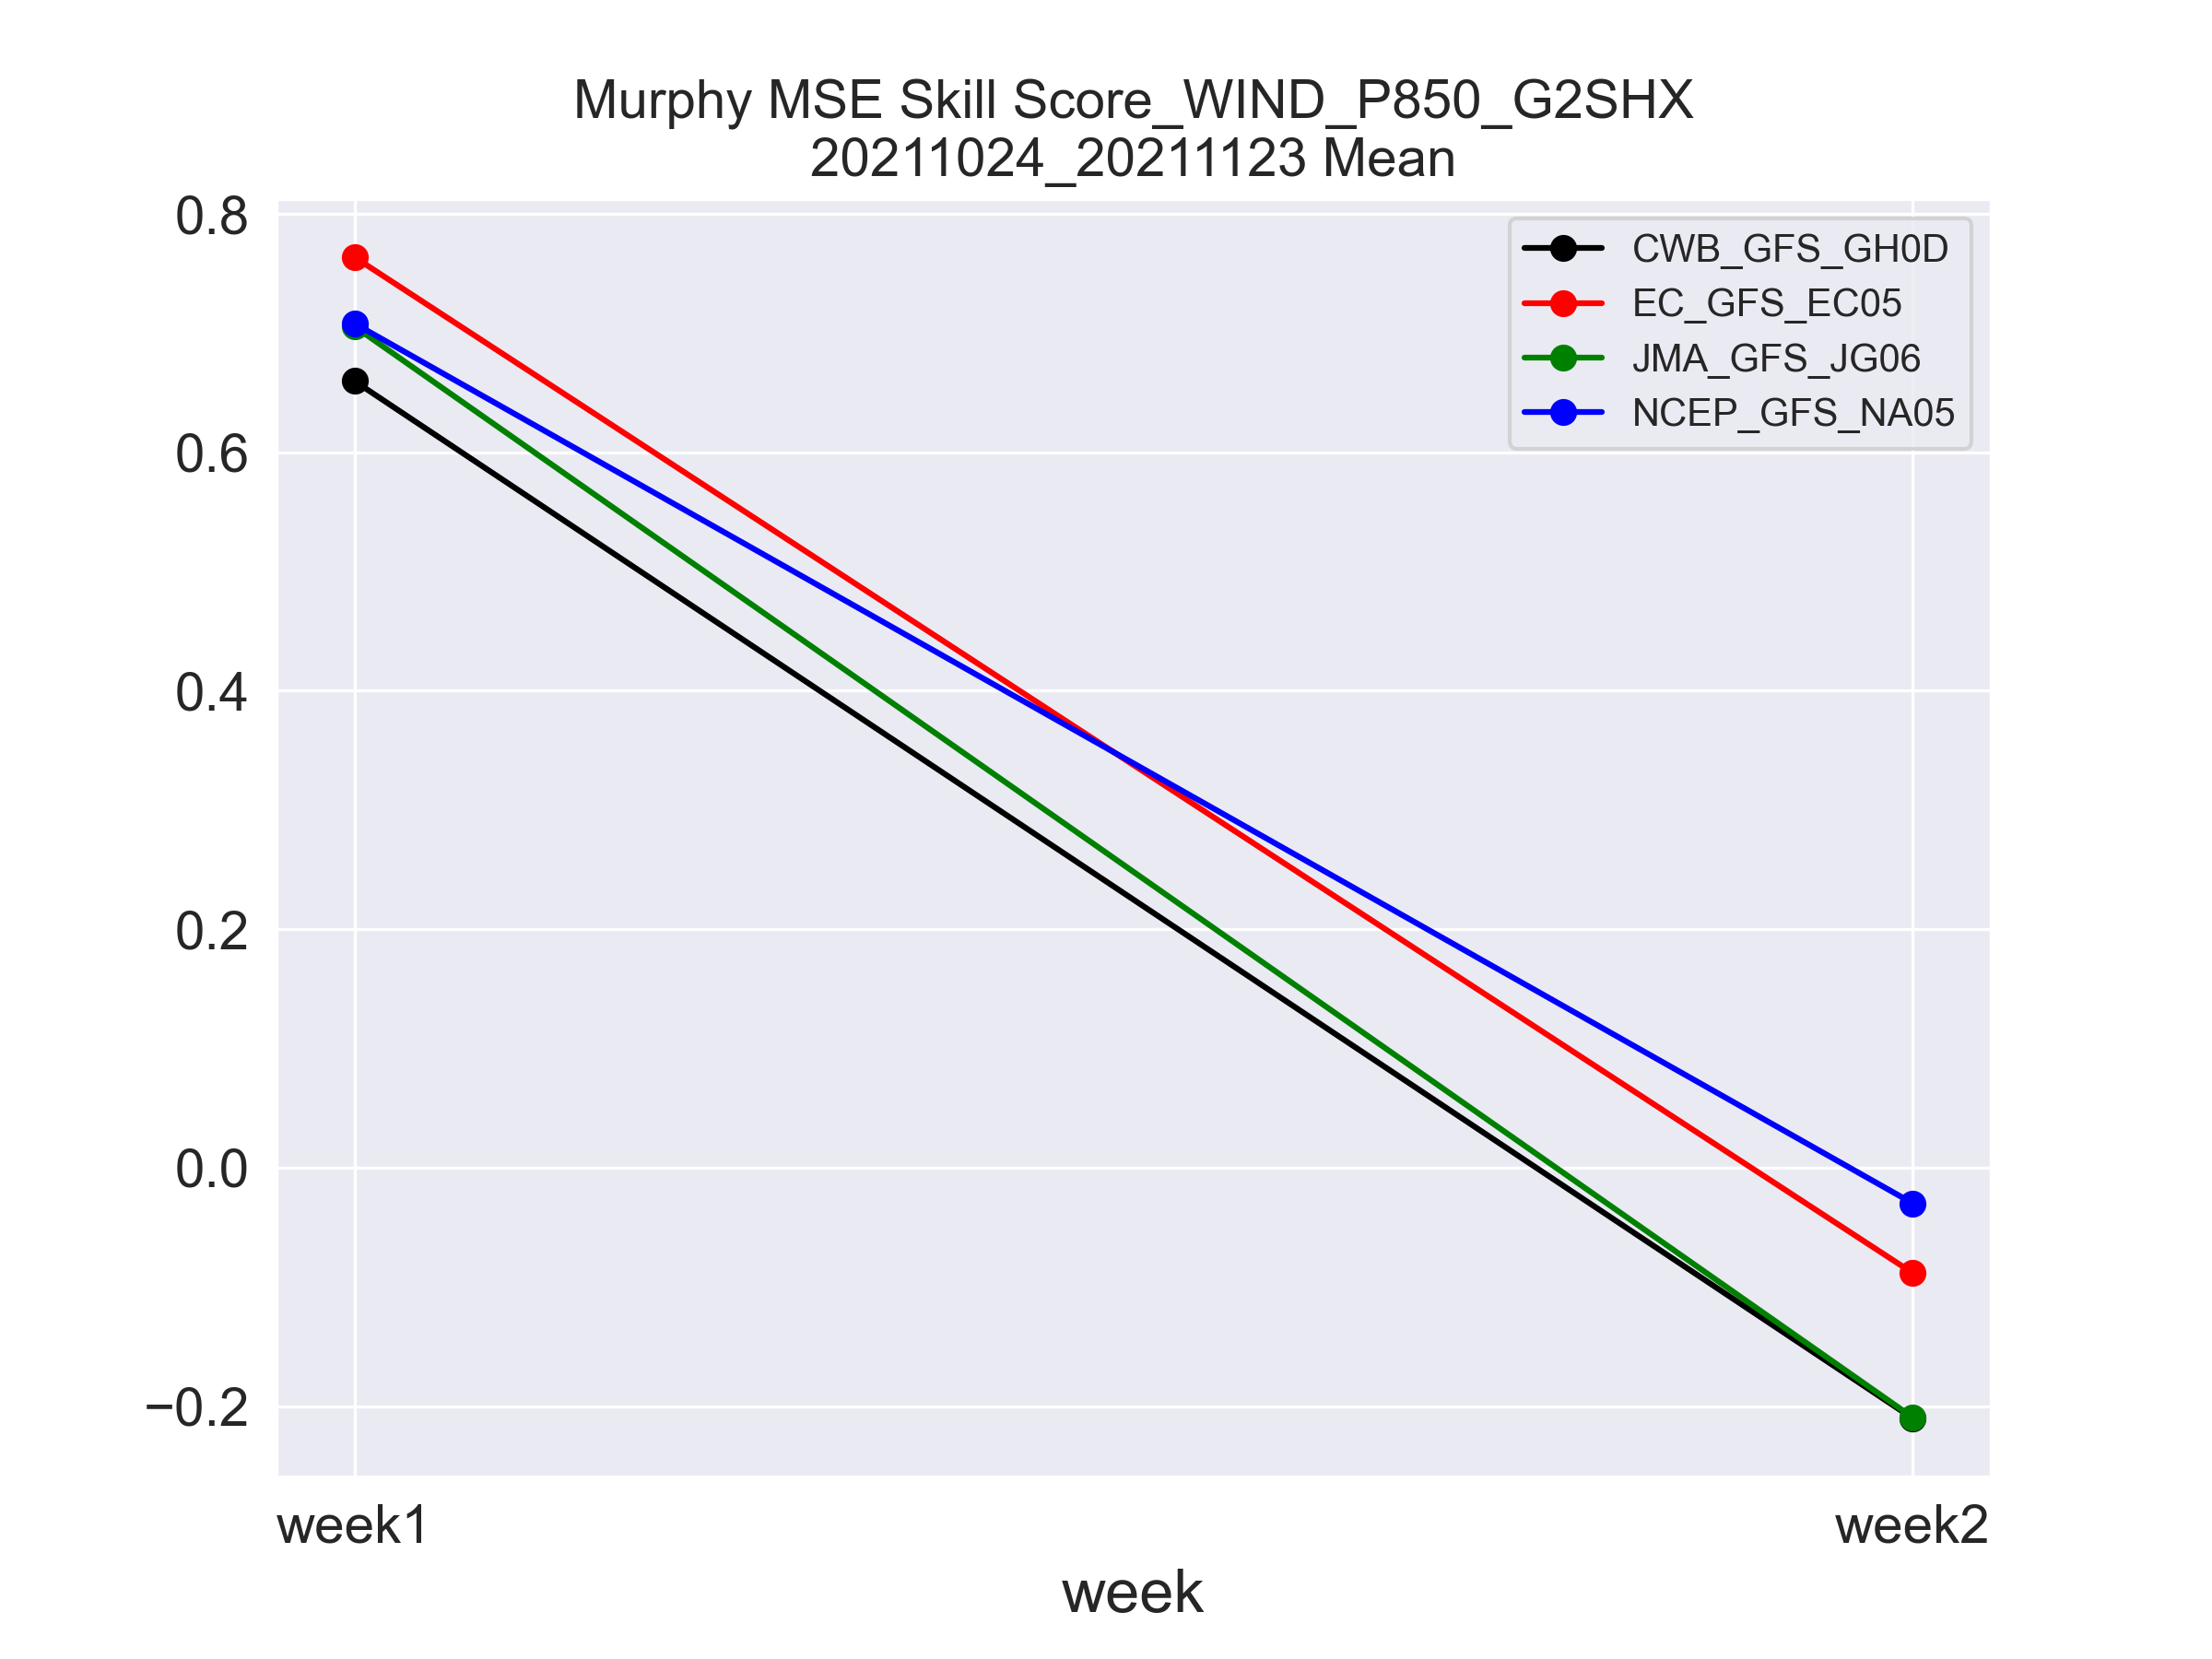 Murphy MSE Skill Score_WIND_P850_G2SHX
20211024_20211123 Mean
0.8
0.6
0.4
0.2
0.0
−0.2
CWB_GFS_GH0D
EC_GFS_EC05
JMA_GFS_JG06
NCEP_GFS_NA05
week1
week2
week